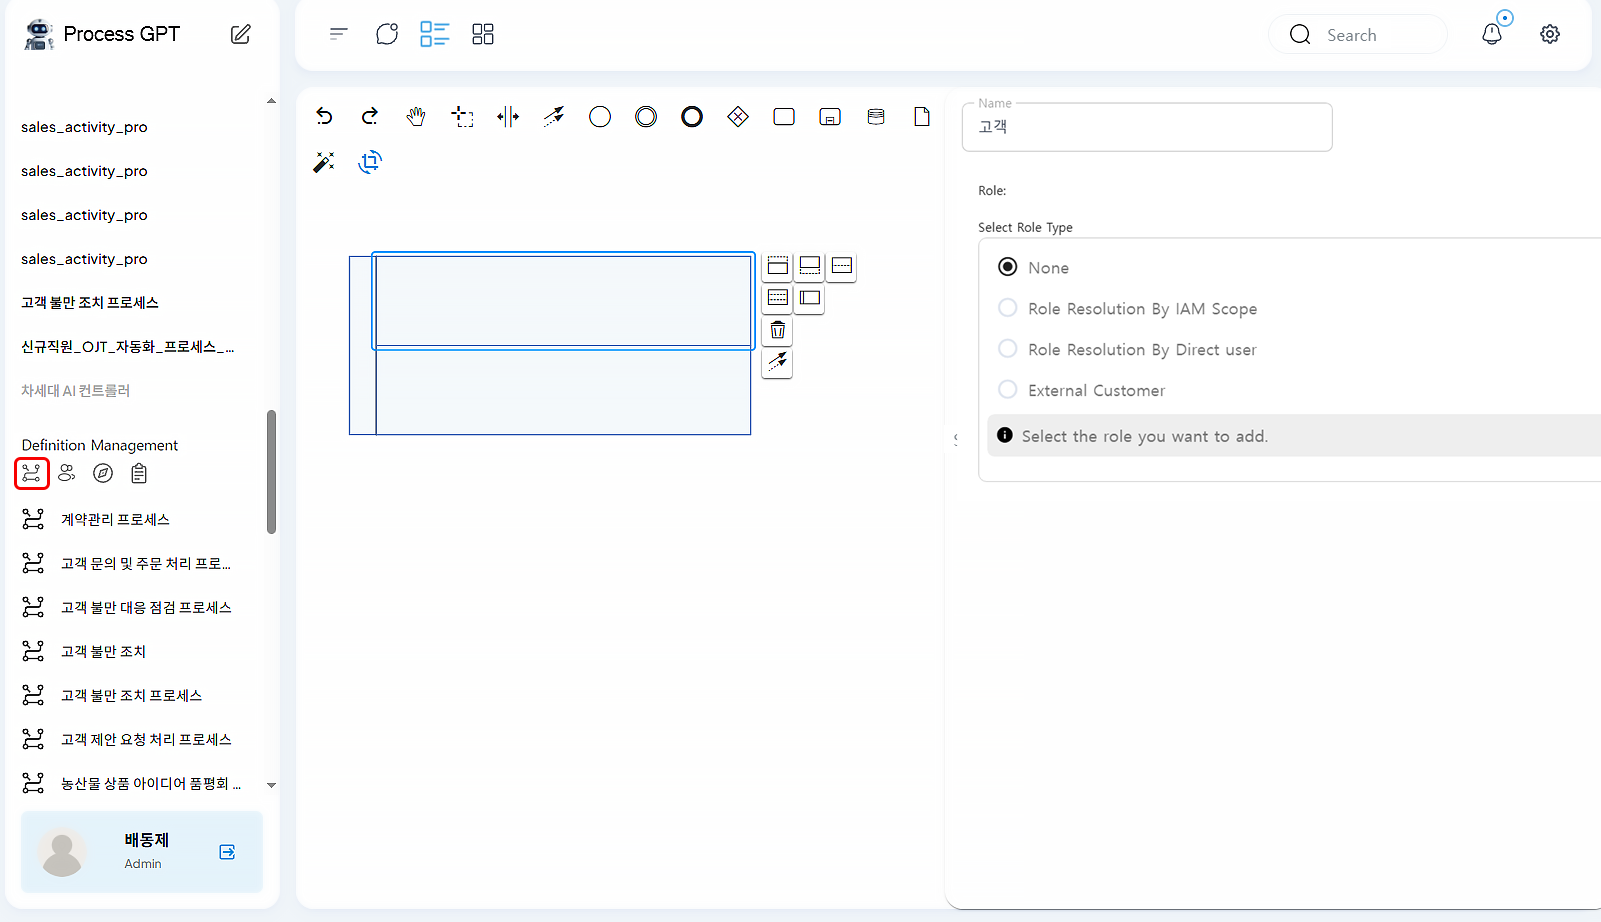 Process GPT
Search
sales_activity_pro
sales_activity_pro
sales_activity_pro
sales_activity_pro
고객 불만 조치 프로세스
신규직원_OJT_자동화_프로세스_...
차세대 AI 컨트롤러
Definition Management
계약관리 프로세스
고객 문의 및 주문 처리 프로...
고객 불만 대응 점검 프로세스
고객 불만 조치
고객 불만 조치 프로세스
고객 제안 요청 처리 프로세스
농산물 상품 아이디어 품평회 ...
배동제
Admin
Name
고객
Role:
Select Role Type
None
Role Resolution By IAM Scope
Role Resolution By Direct user
External Customer
Select the role you want to add.